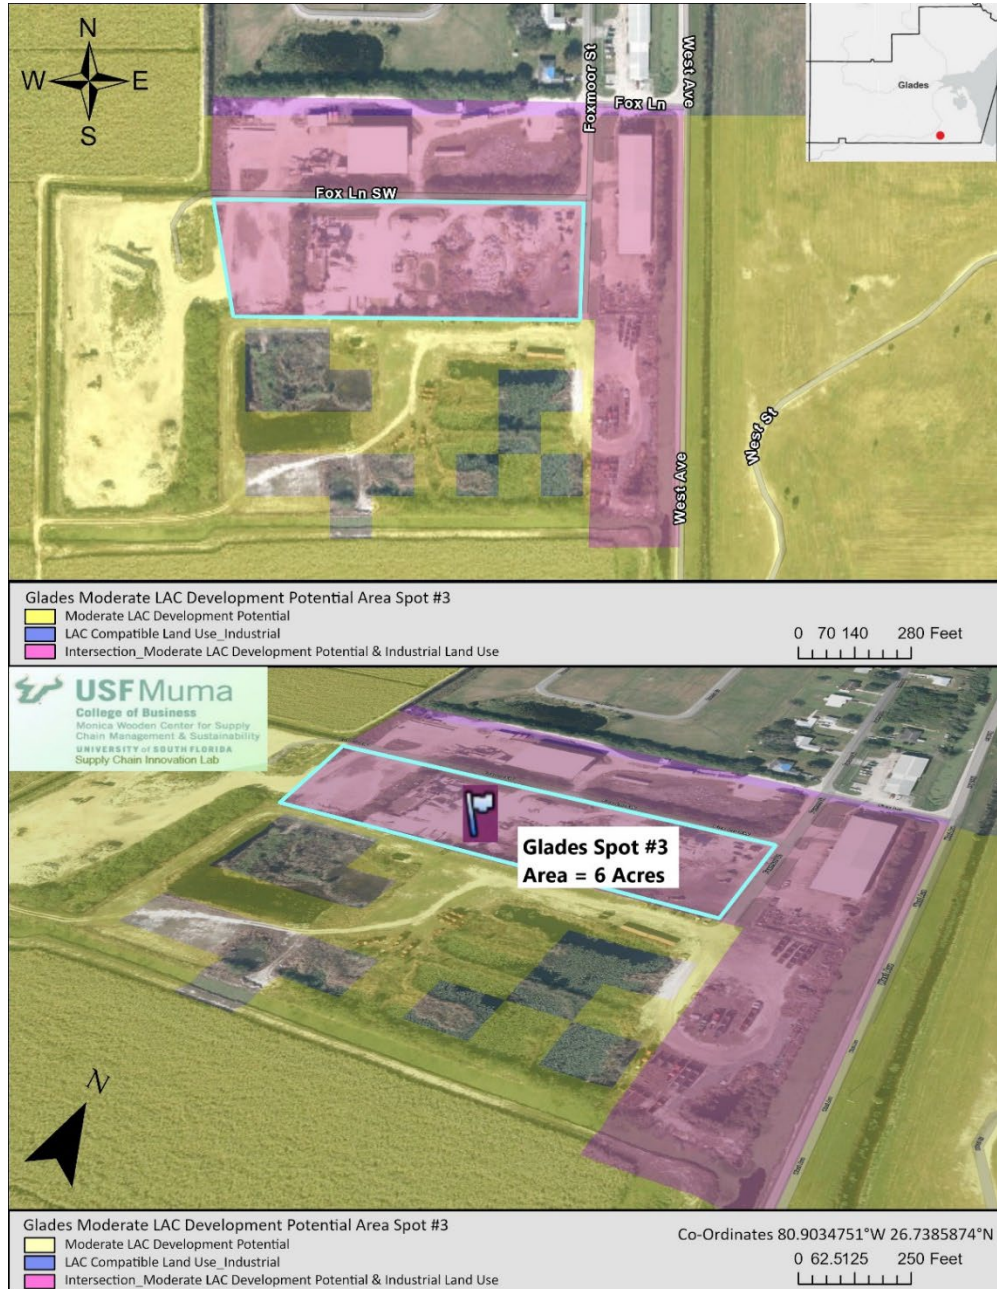 N
W E
S
Foxmoor St
West Ave
Fox Ln
Glades
Fox Ln SW
West St
West Ave
Glades Moderate LAC Development Potential Area Spot #3
Moderate LAC Development Potential
LAC Compatible Land Use_Industrial
Intersection_Moderate LAC Development Potential & Industrial Land Use
0 70 140 280 Feet
USF Muma
College of Business
Monica Wooden Center for Supply
Chain Management & Sustainability
UNIVERSITY of SOUTH FLORIDA
Supply Chain Innovation Lab
Glades Spot #3
Area = 6 Acres
N
Glades Moderate LAC Development Potential Area Spot #3
Moderate LAC Development Potential
LAC Compatible Land Use_Industrial
Intersection_Moderate LAC Development Potential & Industrial Land Use
Co-Ordinates 80.9034751°W 26.7385874°N
0 62.5125 250 Feet